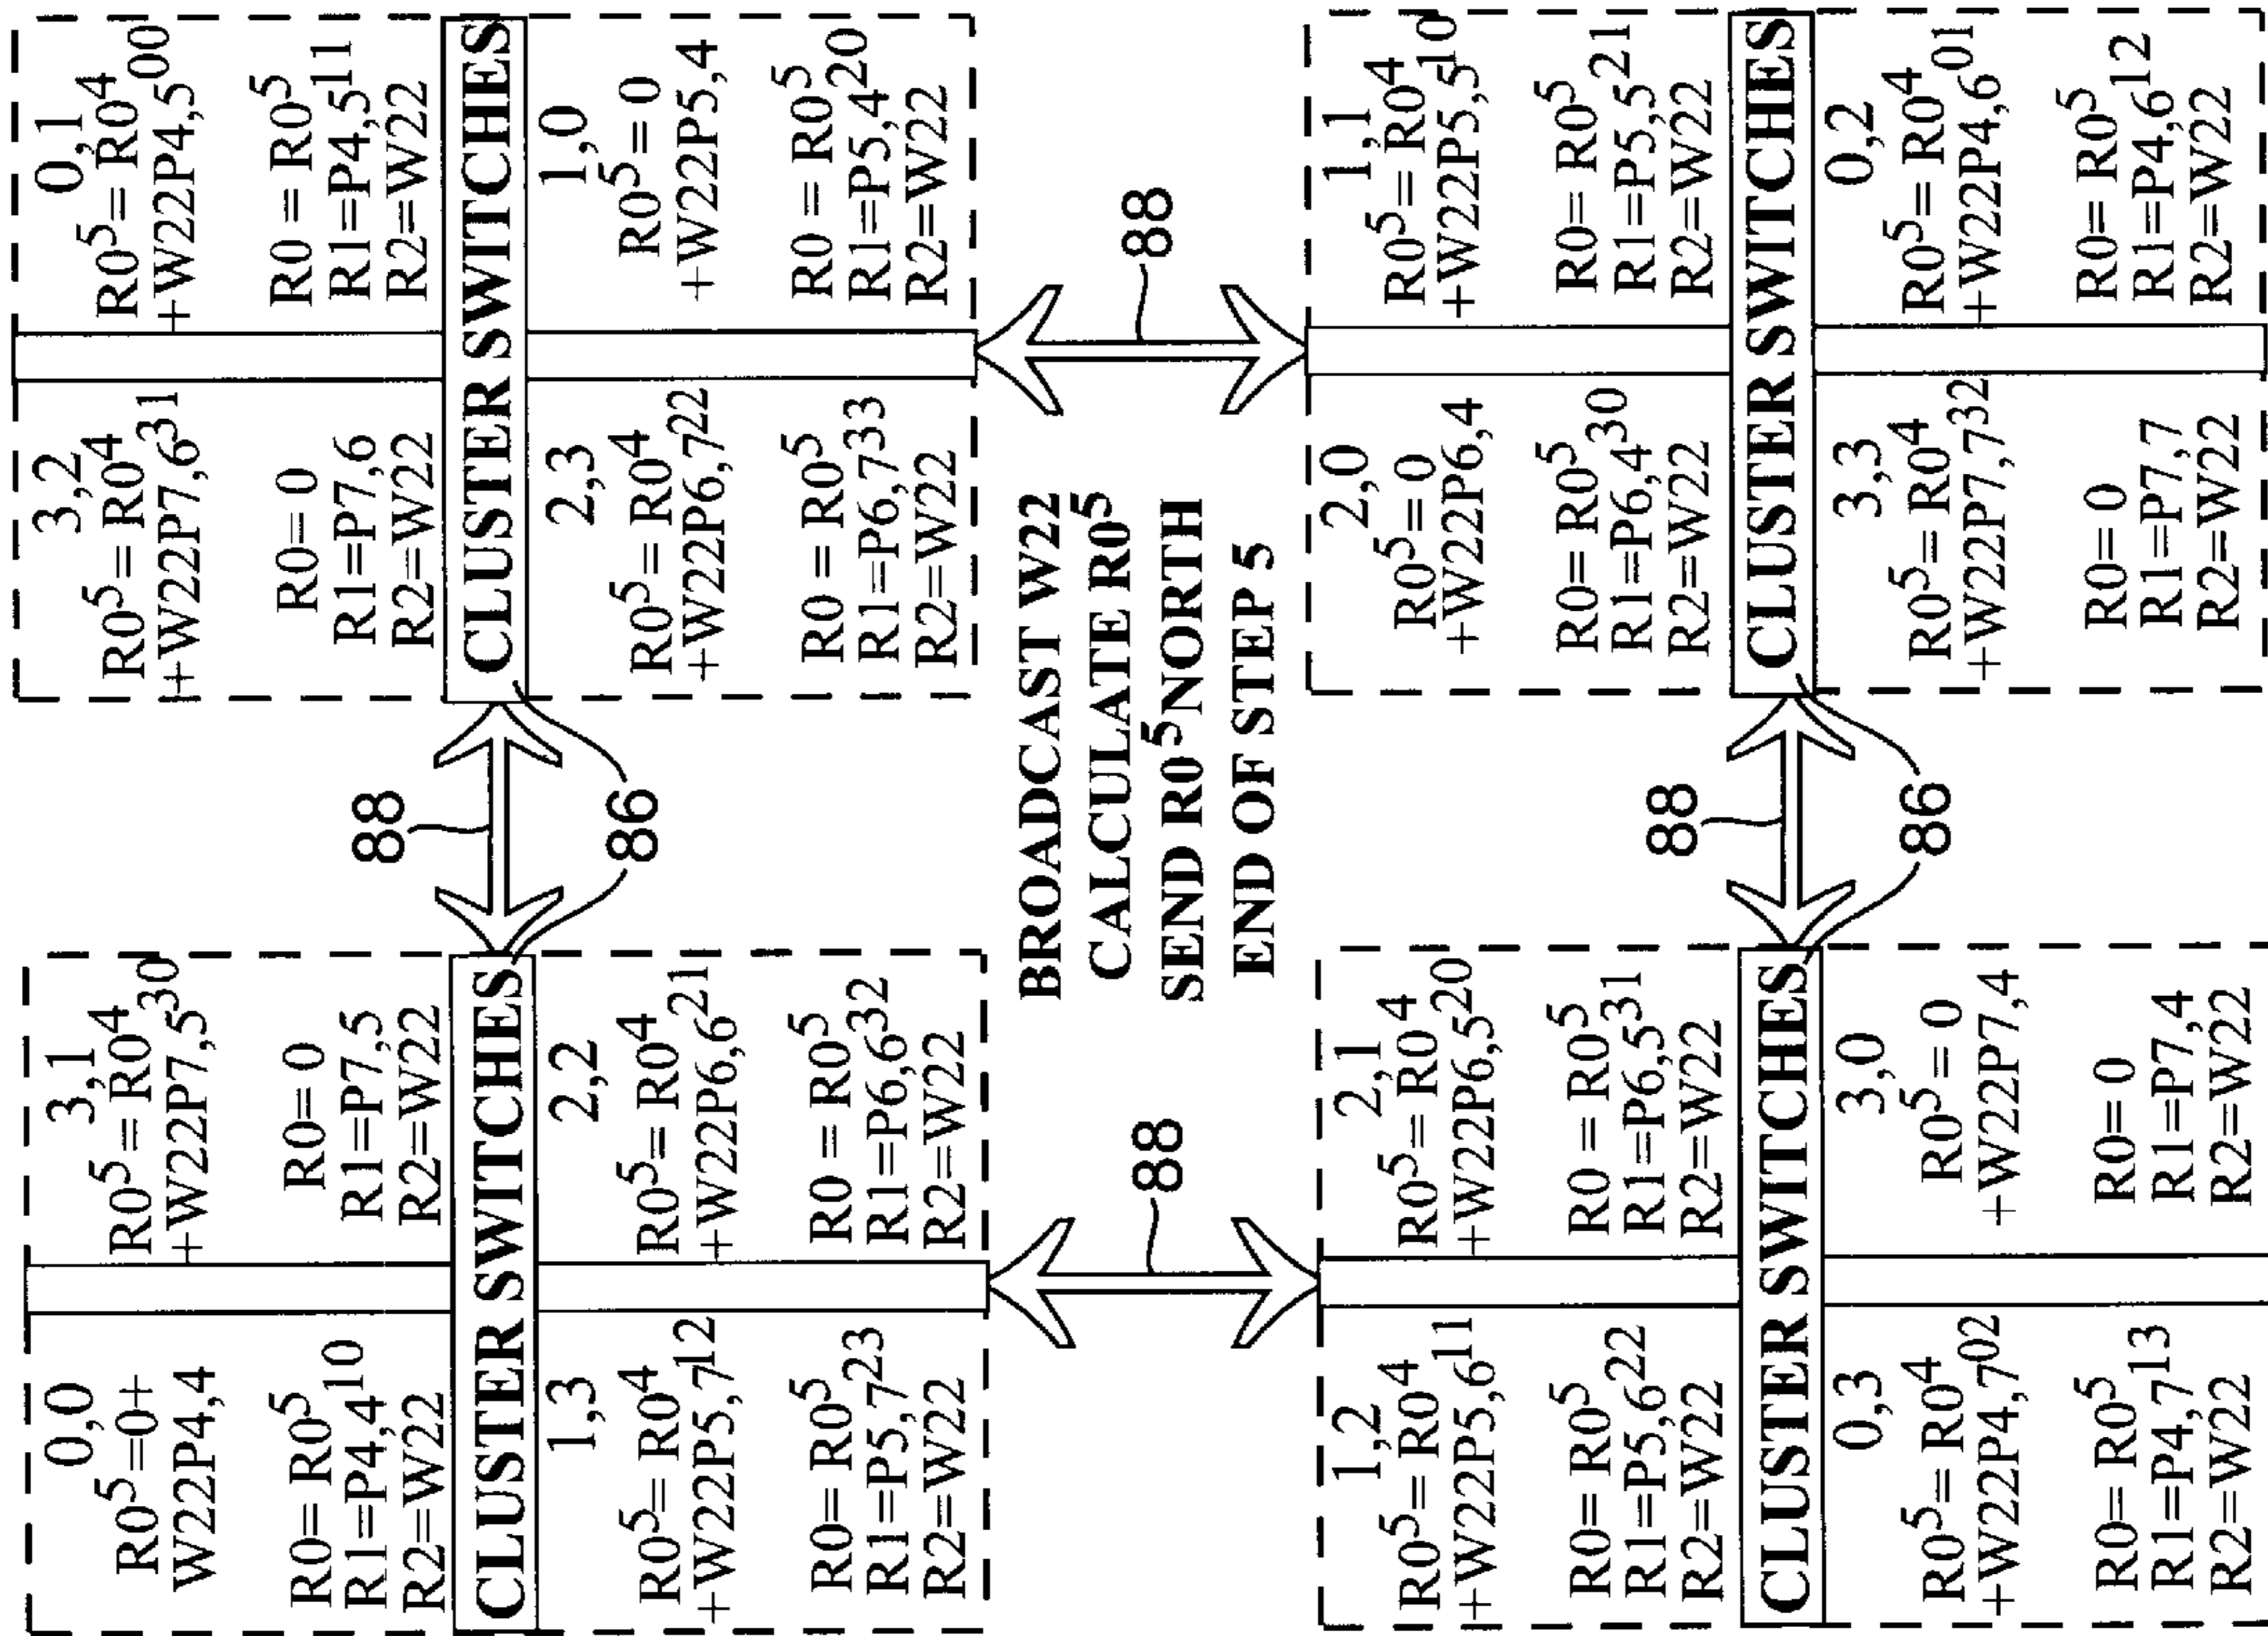 0,0
R0⁵=0+
W22P4,4
R0= R0⁵
R1=P4,4¹⁰
R2=W22
3,1
R0⁵= R0⁴
+W22P7,5³⁰
R0= 0
R1=P7,5
R2=W22
CLUSTER SWITCHES
1,3
R0⁵= R0⁴
+W22P5,7¹²
R0= R0⁵
R1=P5,7²³
R2=W22
2,2
R0⁵= R0⁴
+W22P6,6²¹
R0 = R0⁵
R1=P6,6³²
R2=W22
88
86
3,2
R0⁵= R0⁴
+W22P7,6³¹
R0= 0
R1=P7,6
R2=W22
0,1
R0⁵= R0⁴
+W22P4,5⁰⁰
R0 = R0⁵
R1=P4,5¹¹
R2=W22
CLUSTER SWITCHES
2,3
R0⁵= R0⁴
+W22P6,7²²
R0 = R0⁵
R1=P6,7³³
R2=W22
1,0
R0⁵= 0
+W22P5,4
R0 = R0⁵
R1=P5,4²⁰
R2=W22
88
BROADCAST W22
CALCULATE R0⁵
SEND R0⁵ NORTH
END OF STEP 5
88
1,2
R0⁵= R0⁴
+W22P5,6¹¹
R0= R0⁵
R1=P5,6²²
R2=W22
2,1
R0⁵= R0⁴
+W22P6,5²⁰
R0 = R0⁵
R1=P6,5³¹
R2=W22
CLUSTER SWITCHES
0,3
R0⁵= R0⁴
+W22P4,7⁰²
R0= R0⁵
R1=P4,7¹³
R2=W22
3,0
R0⁵= 0
+W22P7,4
R0= 0
R1=P7,4
R2=W22
88
86
2,0
R0⁵= 0
+W22P6,4
R0= R0⁵
R1=P6,4³⁰
R2=W22
1,1
R0⁵= R0⁴
+W22P5,5¹⁰
R0= R0⁵
R1=P5,5²¹
R2=W22
CLUSTER SWITCHES
3,3
R0⁵= R0⁴
+W22P7,7³²
R0= 0
R1=P7,7
R2=W22
0,2
R0⁵= R0⁴
+W22P4,6⁰¹
R0= R0⁵
R1=P4,6¹²
R2=W22